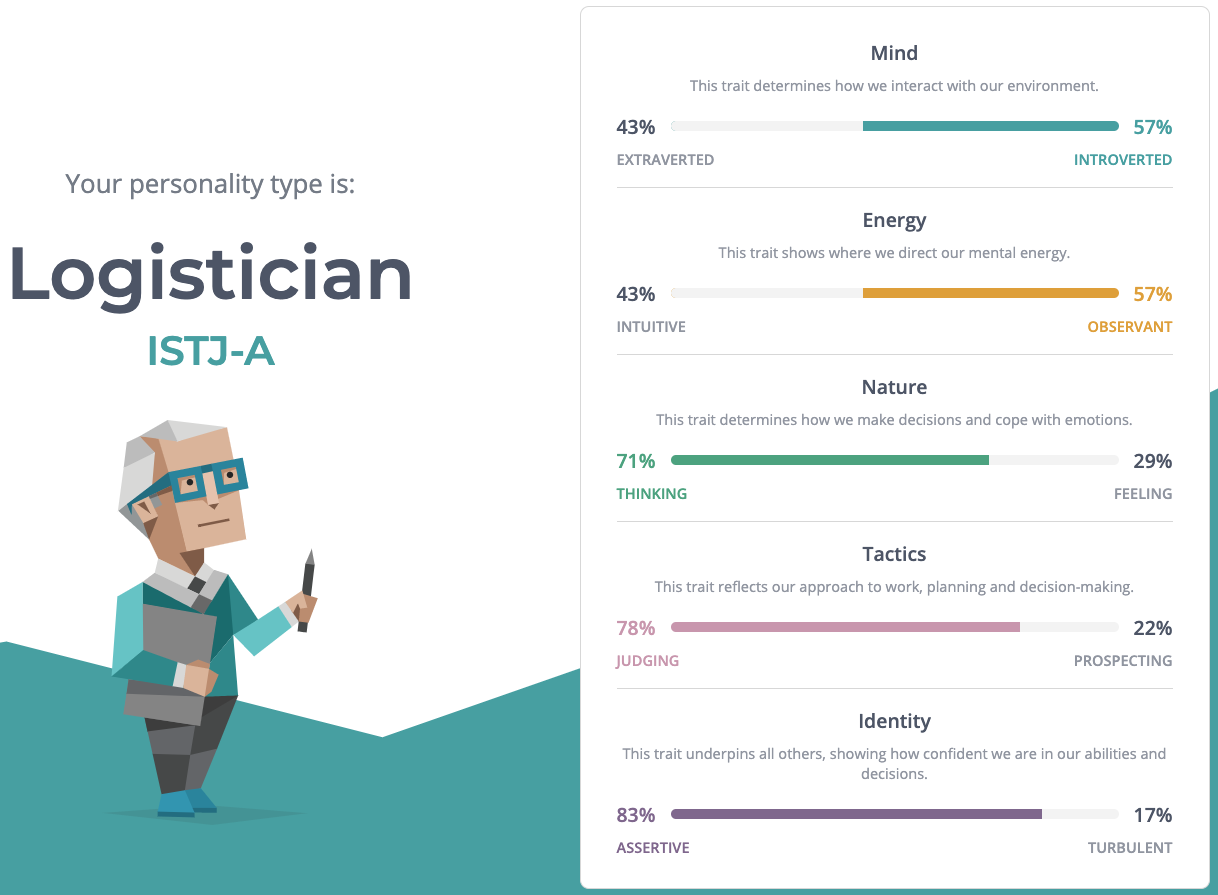 Your personality type is:
Logistician
ISTJ-A
Mind
This trait determines how we interact with our environment.
43% 57%
EXTRAVERTED INTROVERTED
Energy
This trait shows where we direct our mental energy.
43% 57%
INTUITIVE OBSERVANT
Nature
This trait determines how we make decisions and cope with emotions.
71% 29%
THINKING FEELING
Tactics
This trait reflects our approach to work, planning and decision-making.
78% 22%
JUDGING PROSPECTING
Identity
This trait underpins all others, showing how confident we are in our abilities and
decisions.
83% 17%
ASSERTIVE TURBULENT